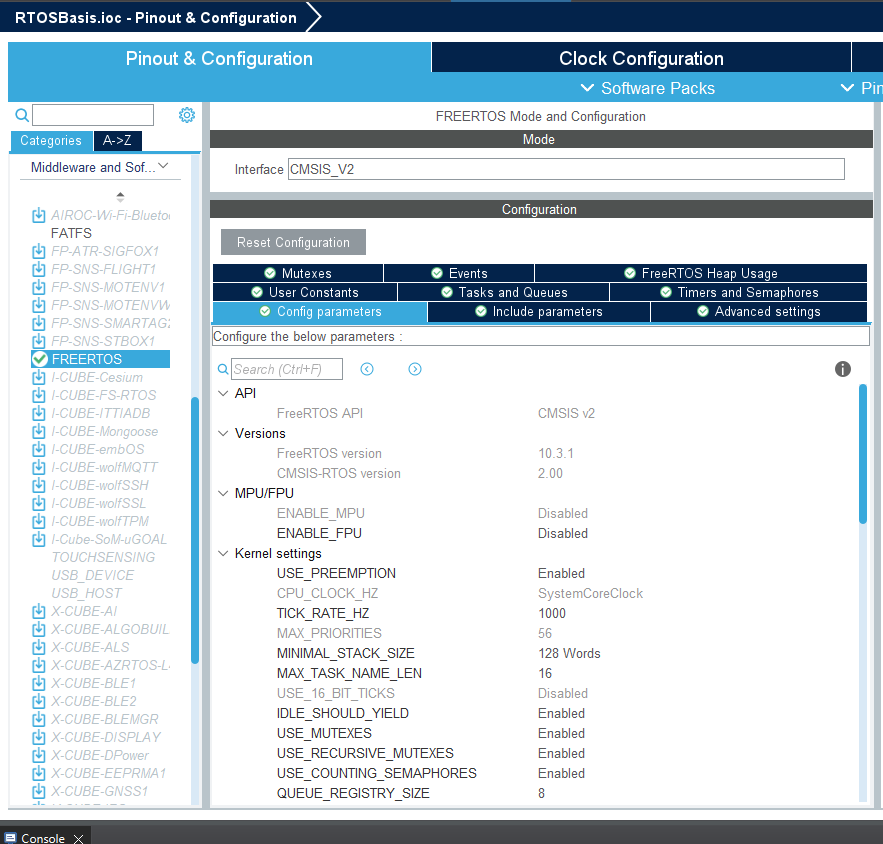 RTOSBasis.ioc - Pinout & Configuration
Pinout & Configuration
Clock Configuration
Software Packs
Pin
Categories
A->Z
Middleware and Sof...
AIROC-Wi-Fi-Bluetoo
FATFS
FP-ATR-SIGFOX1
FP-SNS-FLIGHT1
FP-SNS-MOTENV1
FP-SNS-MOTENVW
FP-SNS-SMARTAG2
FP-SNS-STBOX1
FREERTOS
I-CUBE-Cesium
I-CUBE-FS-RTOS
I-CUBE-ITTIADB
I-CUBE-Mongoose
I-CUBE-embOS
I-CUBE-wolfMQTT
I-CUBE-wolfSSH
I-CUBE-wolfSSL
I-CUBE-wolfTPM
I-Cube-SoM-uGOAL
TOUCHSENSING
USB_DEVICE
USB_HOST
X-CUBE-AI
X-CUBE-ALGOBUIL
X-CUBE-ALS
X-CUBE-AZRTOS-L
X-CUBE-BLE1
X-CUBE-BLE2
X-CUBE-BLEMGR
X-CUBE-DISPLAY
X-CUBE-DPower
X-CUBE-EEPRMA1
X-CUBE-GNSS1
FREERTOS Mode and Configuration
Mode
Interface CMSIS_V2
Configuration
Reset Configuration
Mutexes Events FreeRTOS Heap Usage
User Constants Tasks and Queues Timers and Semaphores
Config parameters Include parameters Advanced settings
Configure the below parameters :
Search (Ctrl+F)
API
FreeRTOS API CMSIS v2
Versions
FreeRTOS version 10.3.1
CMSIS-RTOS version 2.00
MPU/FPU
ENABLE_MPU Disabled
ENABLE_FPU Disabled
Kernel settings
USE_PREEMPTION Enabled
CPU_CLOCK_HZ SystemCoreClock
TICK_RATE_HZ 1000
MAX_PRIORITIES 56
MINIMAL_STACK_SIZE 128 Words
MAX_TASK_NAME_LEN 16
USE_16_BIT_TICKS Disabled
IDLE_SHOULD_YIELD Enabled
USE_MUTEXES Enabled
USE_RECURSIVE_MUTEXES Enabled
USE_COUNTING_SEMAPHORES Enabled
QUEUE_REGISTRY_SIZE 8
Console